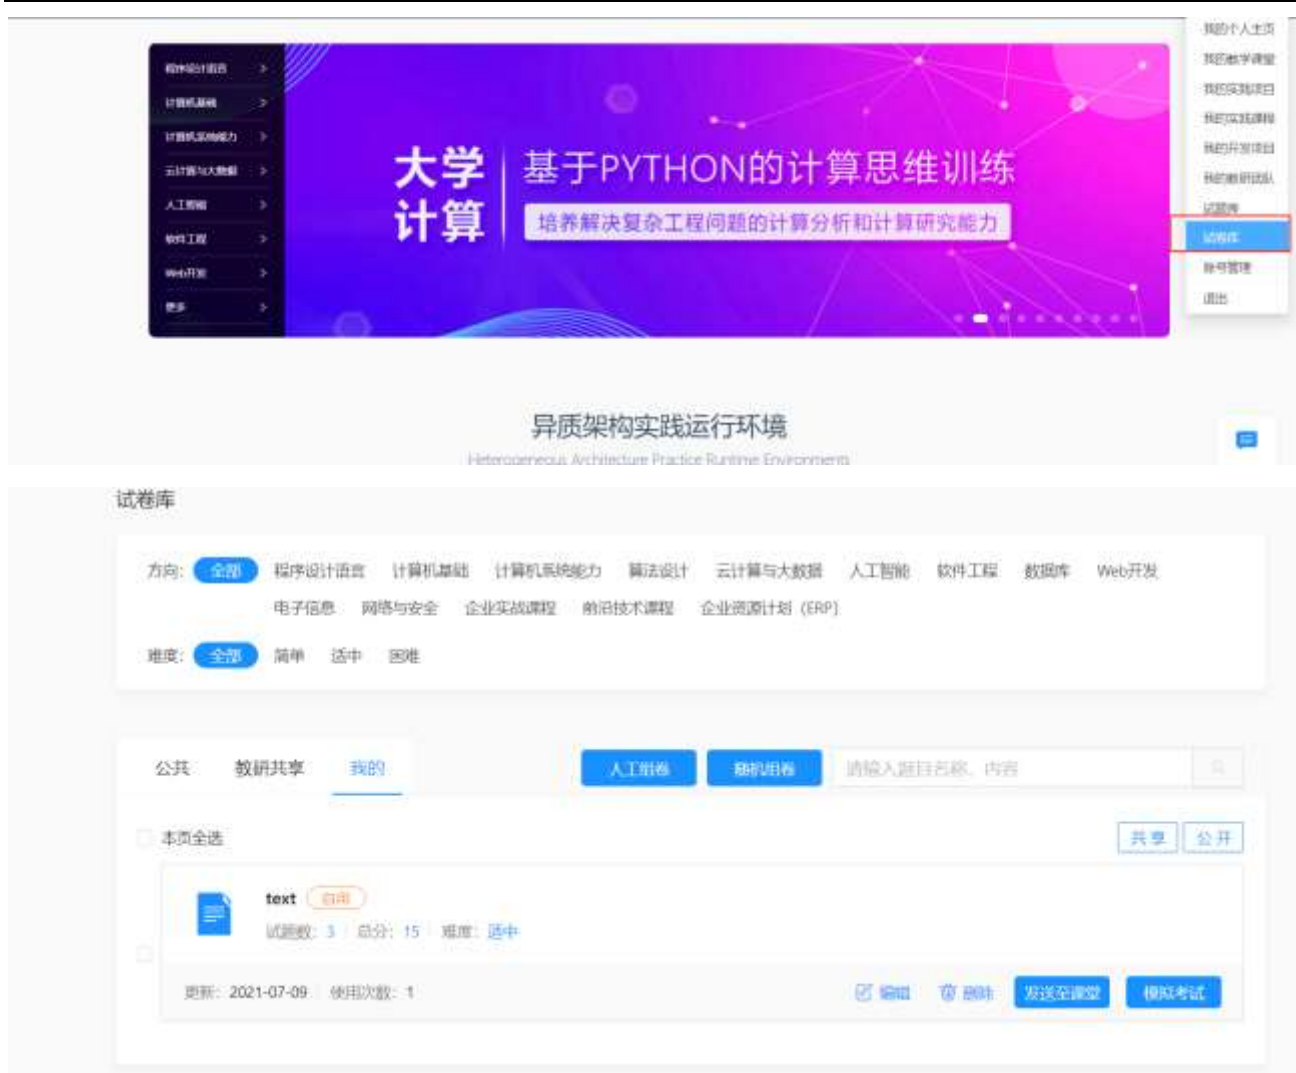 我的个人主页
我的教学课堂
我的实践项目
我的实践课程
我的开发项目
我的教研团队
试题库
试卷库
账号管理
退出
程序设计语言 >
计算机基础 >
计算机系统能力 >
云计算与大数据 >
人工智能 >
软件工程 >
Web开发 >
更多 >
大学
计算
基于PYTHON的计算思维训练
培养解决复杂工程问题的计算分析和计算研究能力
异质架构实践运行环境
Heterogeneous Architecture Practice Runtime Environments
试卷库
方向: 全部 程序设计语言 计算机基础 计算机系统能力 算法设计 云计算与大数据 人工智能 软件工程 数据库 Web开发
电子信息 网络与安全 企业实战课程 前沿技术课程 企业资源计划 (ERP)
难度: 全部 简单 适中 困难
公共 教研共享 我的 人工组卷 随机组卷 请输入题目名称、内容
本页全选 共享 公开
text 自用
试题数: 3 总分: 15 难度: 适中
更新: 2021-07-09 使用次数: 1 编辑 删除 发送至课堂 模拟考试